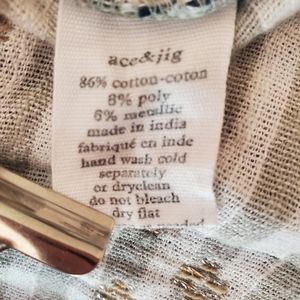 ace&jig
86% cotton-coton
8% poly
6% metallic
made in india
fabriqué en inde
hand wash cold
separately
or dryclean
do not bleach
dry flat
needed